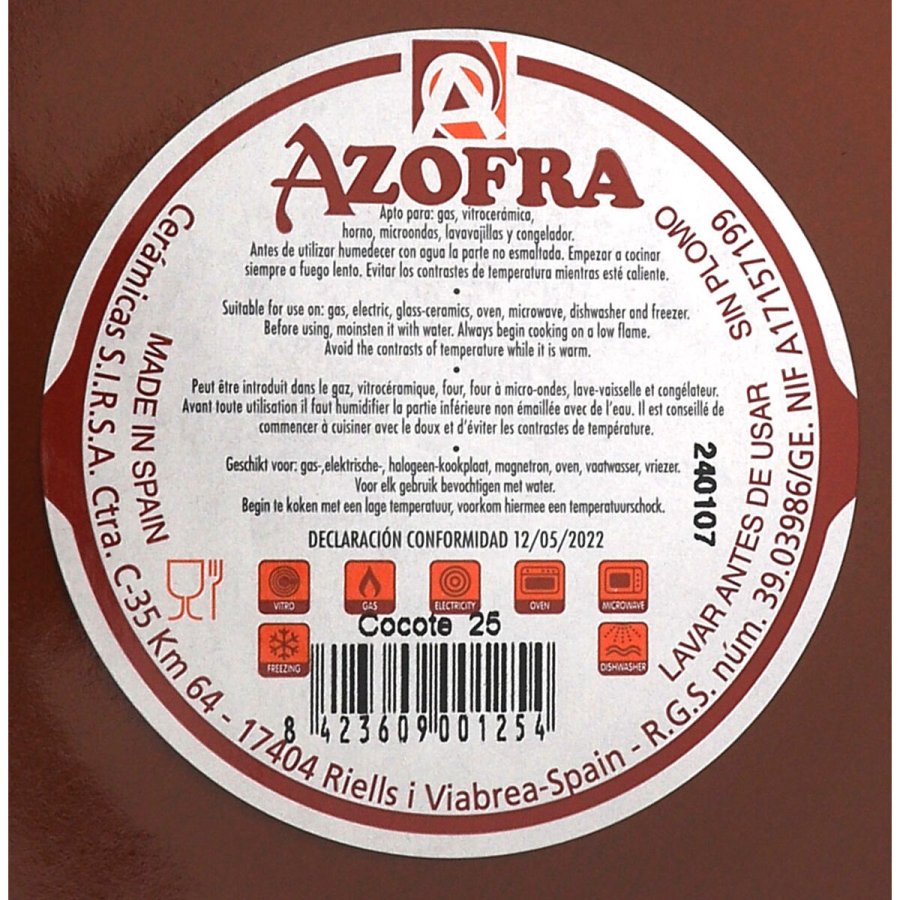 AZOFRA
Apto para: gas, vitrocerámica,
horno, microondas, lavavajillas y congelador.
Antes de utilizar humedecer con agua la parte no esmaltada. Empezar a cocinar
siempre a fuego lento. Evitar los contrastes de temperatura mientras esté caliente.
Suitable for use on: gas, electric, glass-ceramics, oven, microwave, dishwasher and freezer.
Before using, moinsten it with water. Always begin cooking on a low flame.
Avoid the contrasts of temperature while it is warm.
Peut être introduit dans le gaz, vitrocéramique, four, four à micro-ondes, lave-vaisselle et congélateur.
Avant toute utilisation il faut humidifier la partie inférieure non émaillée avec de l'eau. Il est conseillé de
commencer à cuisiner avec le doux et d'éviter les contrastes de température.
Geschikt voor: gas-,elektrische-, halogeen-kookplaat, magnetron, oven, vaatwasser, vriezer.
Voor elk gebruik bevochtigen met water.
Begin te koken met een lage temperatuur, voorkom hiermee een temperatuurschock.
DECLARACIÓN CONFORMIDAD 12/05/2022
VITRO
GAS
ELECTRICITY
OVEN
MICROWAVE
Cocote 25
FREEZING
DISHWASHER
8 423609 001254
MADE IN SPAIN
SIN PLOMO
LAVAR ANTES DE USAR
240107
Cerámicas S.I.R.S.A. Ctra. C-35 Km 64 - 17404 Riells i Viabrea-Spain - R.G.S. núm. 39.03986/GE. NIF A17157199